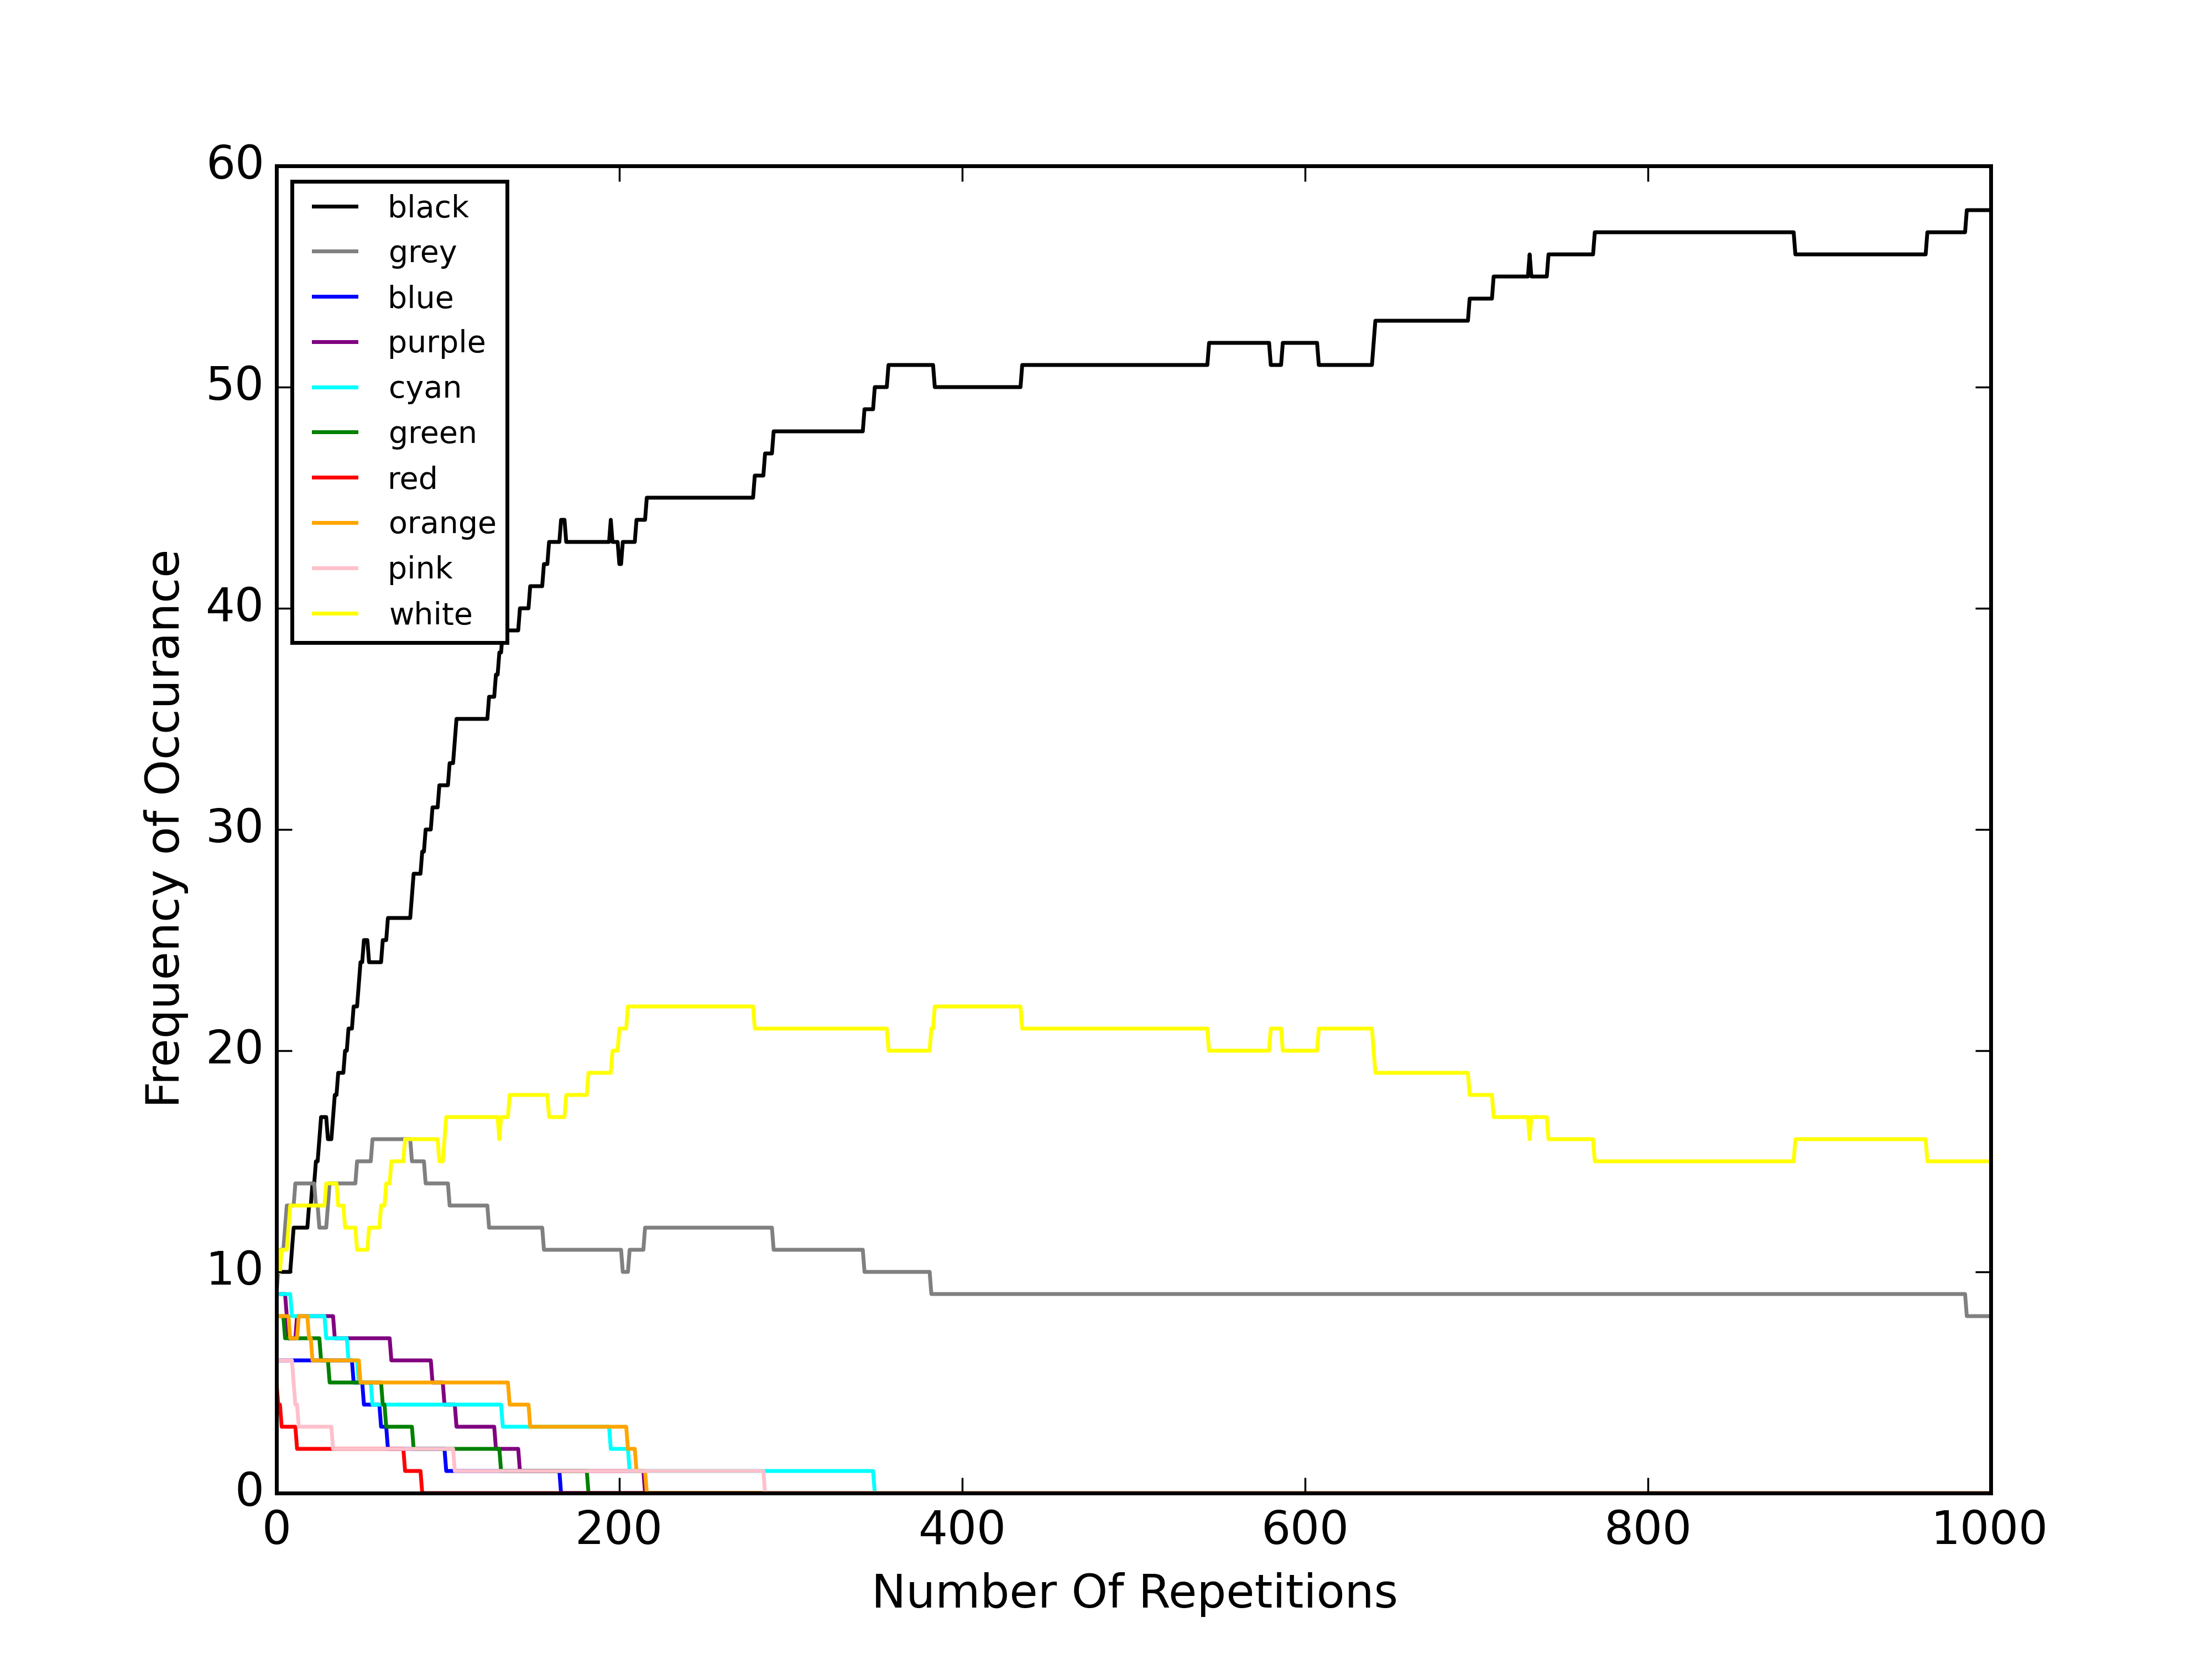 60
50
40
30
20
10
0
Frequency of Occurance
black
grey
blue
purple
cyan
green
red
orange
pink
white
0 200 400 600 800 1000
Number Of Repetitions